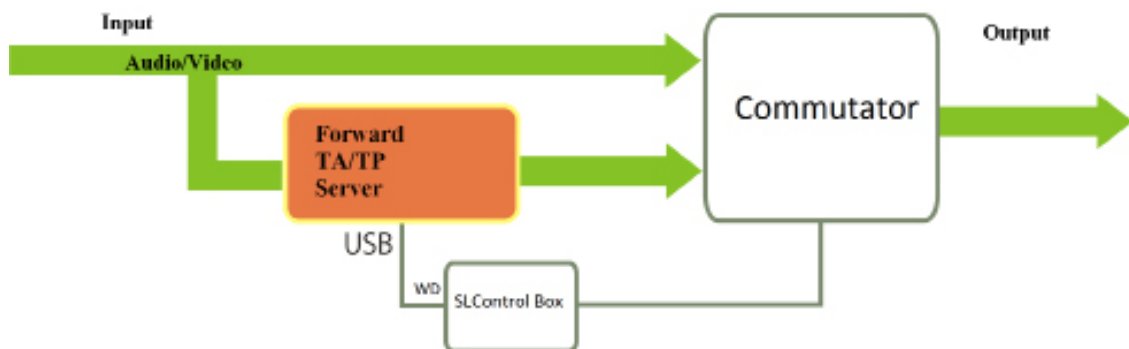 Input
Output
Audio/Video
Commutator
Forward
TA/TP
Server
USB
WD
SLControl Box